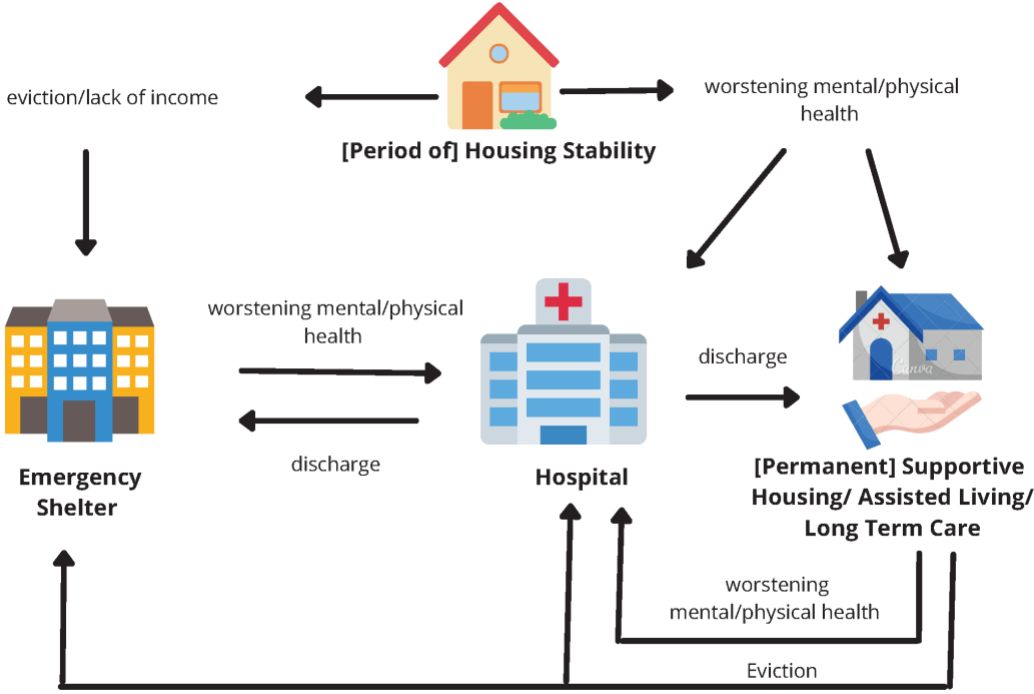 eviction/lack of income
worstening mental/physical
health
[Period of] Housing Stability
worstening mental/physical
health
discharge
Canva
discharge
Emergency
Shelter
Hospital
[Permanent] Supportive
Housing/ Assisted Living/
Long Term Care
worstening
mental/physical health
Eviction